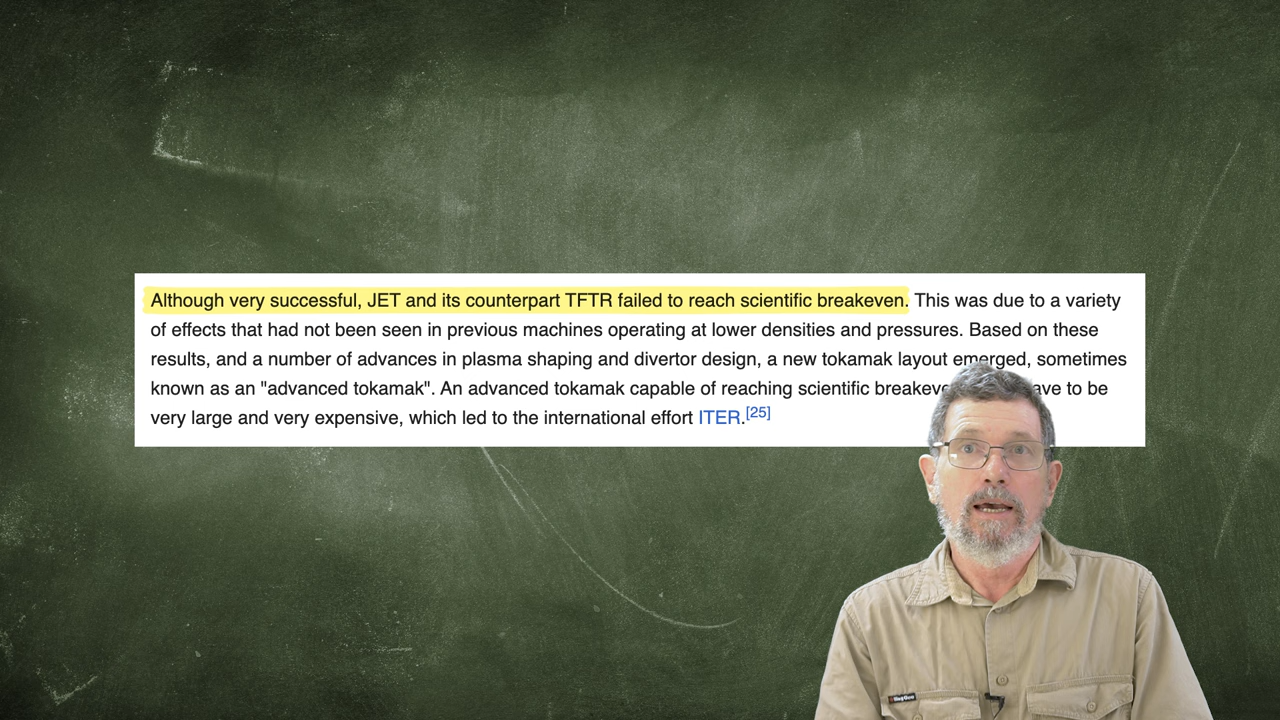 Although very successful, JET and its counterpart TFTR failed to reach scientific breakeven. This was due to a variety
of effects that had not been seen in previous machines operating at lower densities and pressures. Based on these
results, and a number of advances in plasma shaping and divertor design, a new tokamak layout emerged, sometimes
known as an "advanced tokamak". An advanced tokamak capable of reaching scientific to be
very large and very expensive, which led to the international effort ITER.[25]